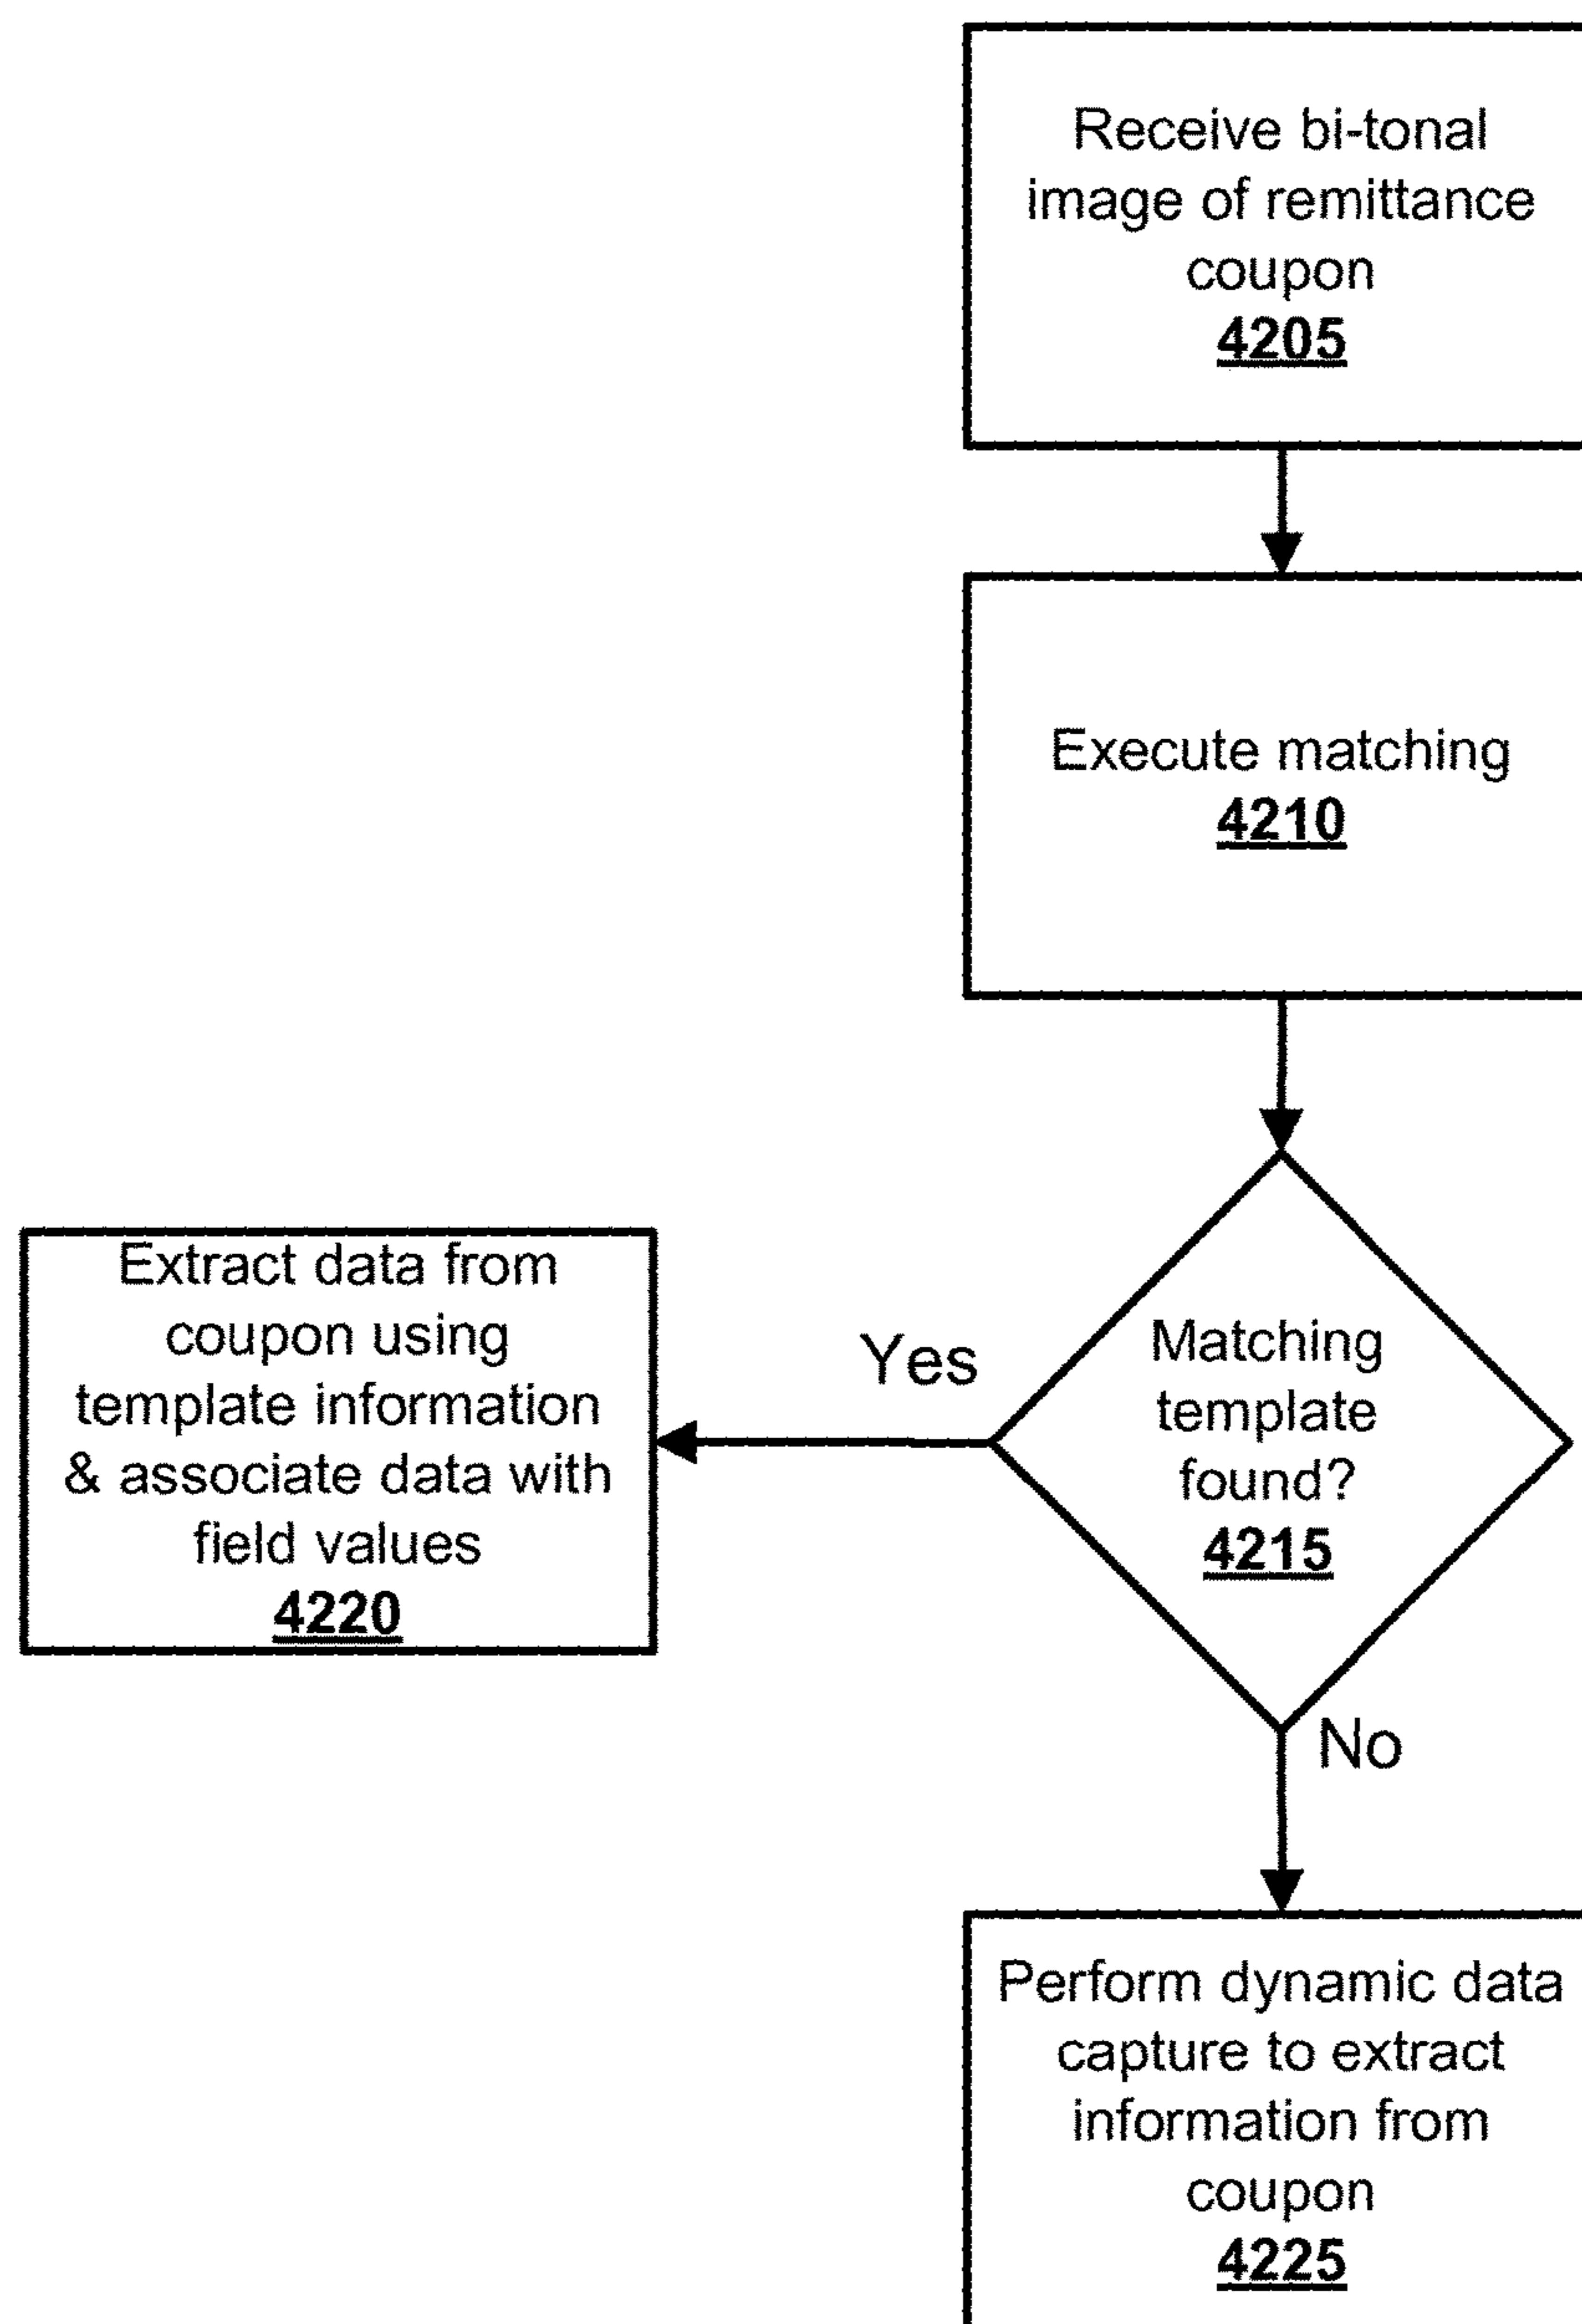 Receive bi-tonal
image of remittance
coupon
4205
Execute matching
4210
Matching
template
found?
4215
Yes
Extract data from
coupon using
template information
& associate data with
field values
4220
No
Perform dynamic data
capture to extract
information from
coupon
4225